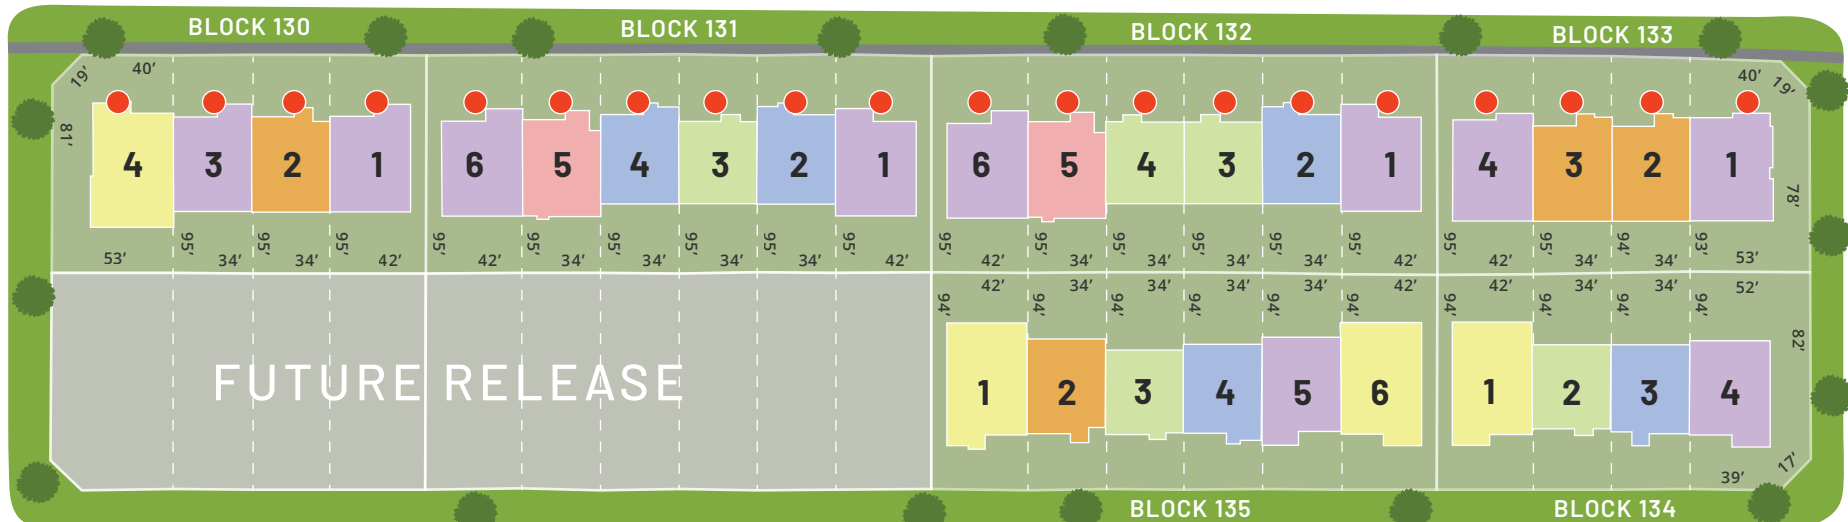 BLOCK 130 BLOCK 131 BLOCK 132 BLOCK 133
19' 40' 40' 19'
81'
4 3 2 1 6 5 4 3 2 1 6 5 4 3 2 1 4 3 2 1
78'
95' 95' 95' 95' 95' 95' 95' 95' 95' 95' 95' 95' 95' 95' 95' 95' 95' 94' 93'
53' 34' 34' 42' 42' 34' 34' 34' 34' 42' 42' 34' 34' 34' 34' 42' 42' 34' 34' 53'
42' 34' 34' 34' 34' 42' 42' 34' 34' 52'
94' 94' 94' 94' 94' 94' 94' 94' 94' 94'
82'
FUTURE RELEASE
1 2 3 4 5 6 1 2 3 4
17'
39'
BLOCK 135 BLOCK 134